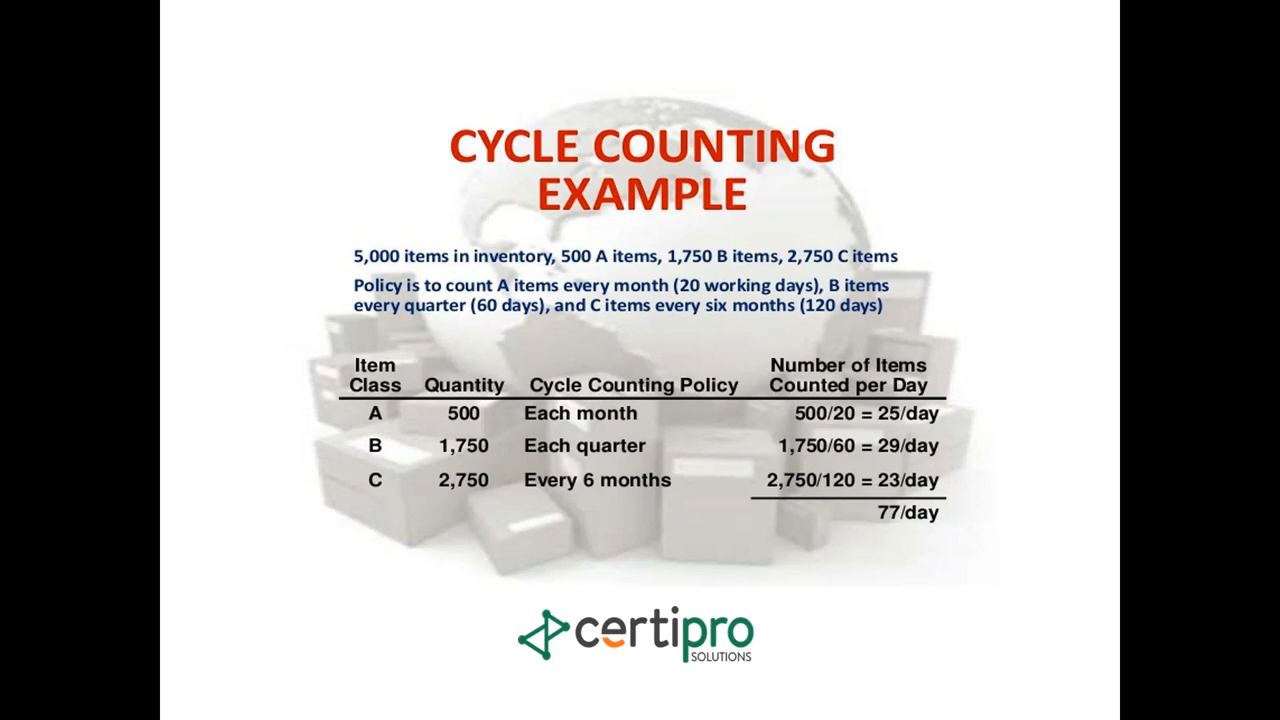 CYCLE COUNTING
EXAMPLE
5,000 items in inventory, 500 A items, 1,750 B items, 2,750 C items
Policy is to count A items every month (20 working days), B items
every quarter (60 days), and C items every six months (120 days)
Item Class Quantity Cycle Counting Policy Number of Items Counted per Day
A 500 Each month 500/20 = 25/day
B 1,750 Each quarter 1,750/60 = 29/day
C 2,750 Every 6 months 2,750/120 = 23/day
77/day
certipro
SOLUTIONS